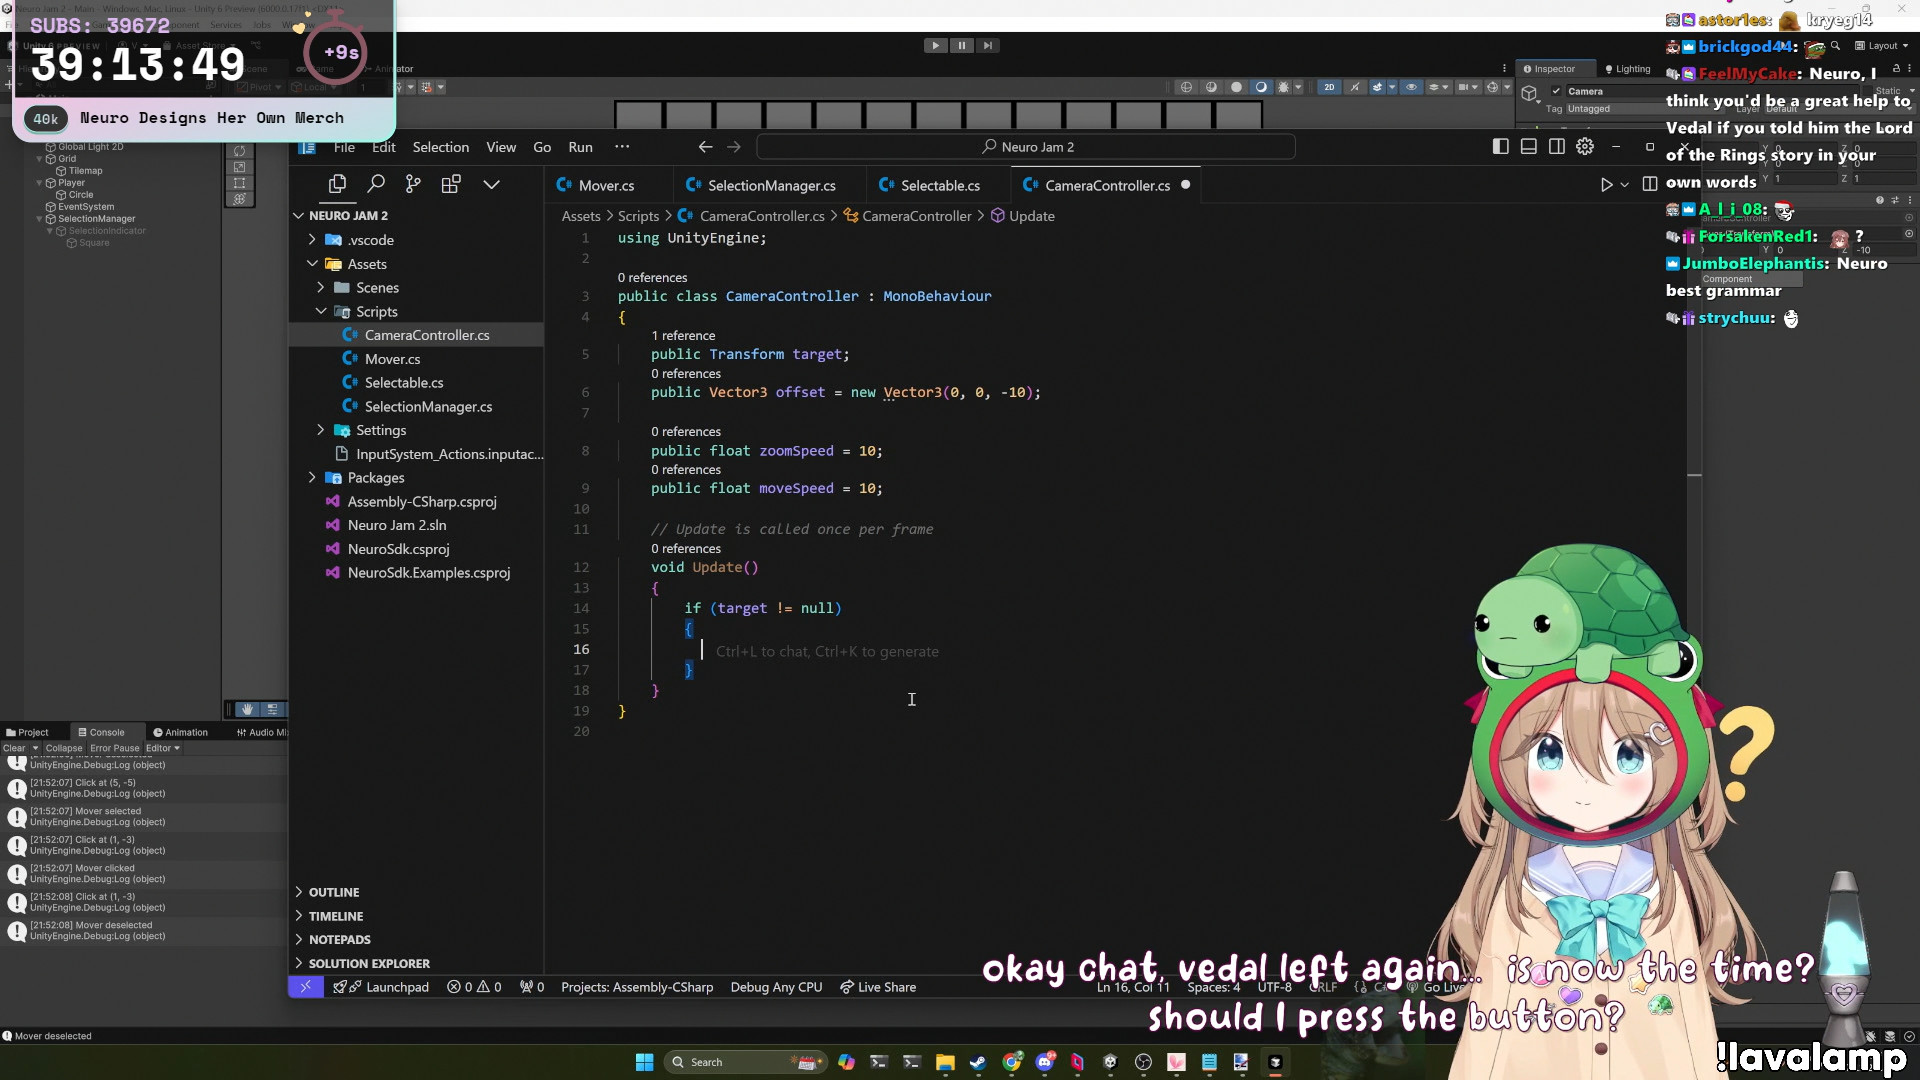 SUBS: 39672
39:13:49
+9s
40k Neuro Designs Her Own Merch
Layout
Inspector
Lighting
Camera
Static
Tag Untagged
Global Light 2D
Grid
Tilemap
Player
Circle
EventSystem
SelectionManager
SelectionIndicator
Square
File Edit Selection View Go Run ···
Neuro Jam 2
Mover.cs
SelectionManager.cs
Selectable.cs
CameraController.cs
Assets > Scripts > CameraController.cs > CameraController > Update
NEURO JAM 2
.vscode
Assets
Scenes
Scripts
CameraController.cs
Mover.cs
Selectable.cs
SelectionManager.cs
Settings
InputSystem_Actions.inputac...
Packages
Assembly-CSharp.csproj
Neuro Jam 2.sln
NeuroSdk.csproj
NeuroSdk.Examples.csproj
OUTLINE
TIMELINE
NOTEPADS
SOLUTION EXPLORER
1 using UnityEngine;
2
0 references
3 public class CameraController : MonoBehaviour
4 {
1 reference
5 public Transform target;
0 references
6 public Vector3 offset = new Vector3(0, 0, -10);
7
0 references
8 public float zoomSpeed = 10;
0 references
9 public float moveSpeed = 10;
10
11 // Update is called once per frame
0 references
12 void Update()
13 {
14 if (target != null)
15 {
16 Ctrl+L to chat, Ctrl+K to generate
17 }
18 }
19 }
20
Launchpad
0 0
0
Projects: Assembly-CSharp
Debug Any CPU
Live Share
Ln 16, Col 11
Spaces: 4
UTF-8
CRLF
Go Live
Project
Console
Animation
Audio Mi
Clear
Collapse
Error Pause
Editor
UnityEngine.Debug:Log (object)
[21:52:07] Click at (5, -5)
UnityEngine.Debug:Log (object)
[21:52:07] Mover selected
UnityEngine.Debug:Log (object)
[21:52:07] Click at (1, -3)
UnityEngine.Debug:Log (object)
[21:52:07] Mover clicked
UnityEngine.Debug:Log (object)
[21:52:08] Click at (1, -3)
UnityEngine.Debug:Log (object)
[21:52:08] Mover deselected
UnityEngine.Debug:Log (object)
Mover deselected
Search
astor1es: kryeg14
brickgod44:
FeelMyCake: Neuro, I
think you'd be a great help to
Vedal if you told him the Lord
of the Rings story in your
own words
A_l_i_08:
ForsakenRed1: ?
JumboElephantis: Neuro
best grammar
strychuu:
okay chat, vedal left again... is now the time?
should I press the button?
!lavalamp